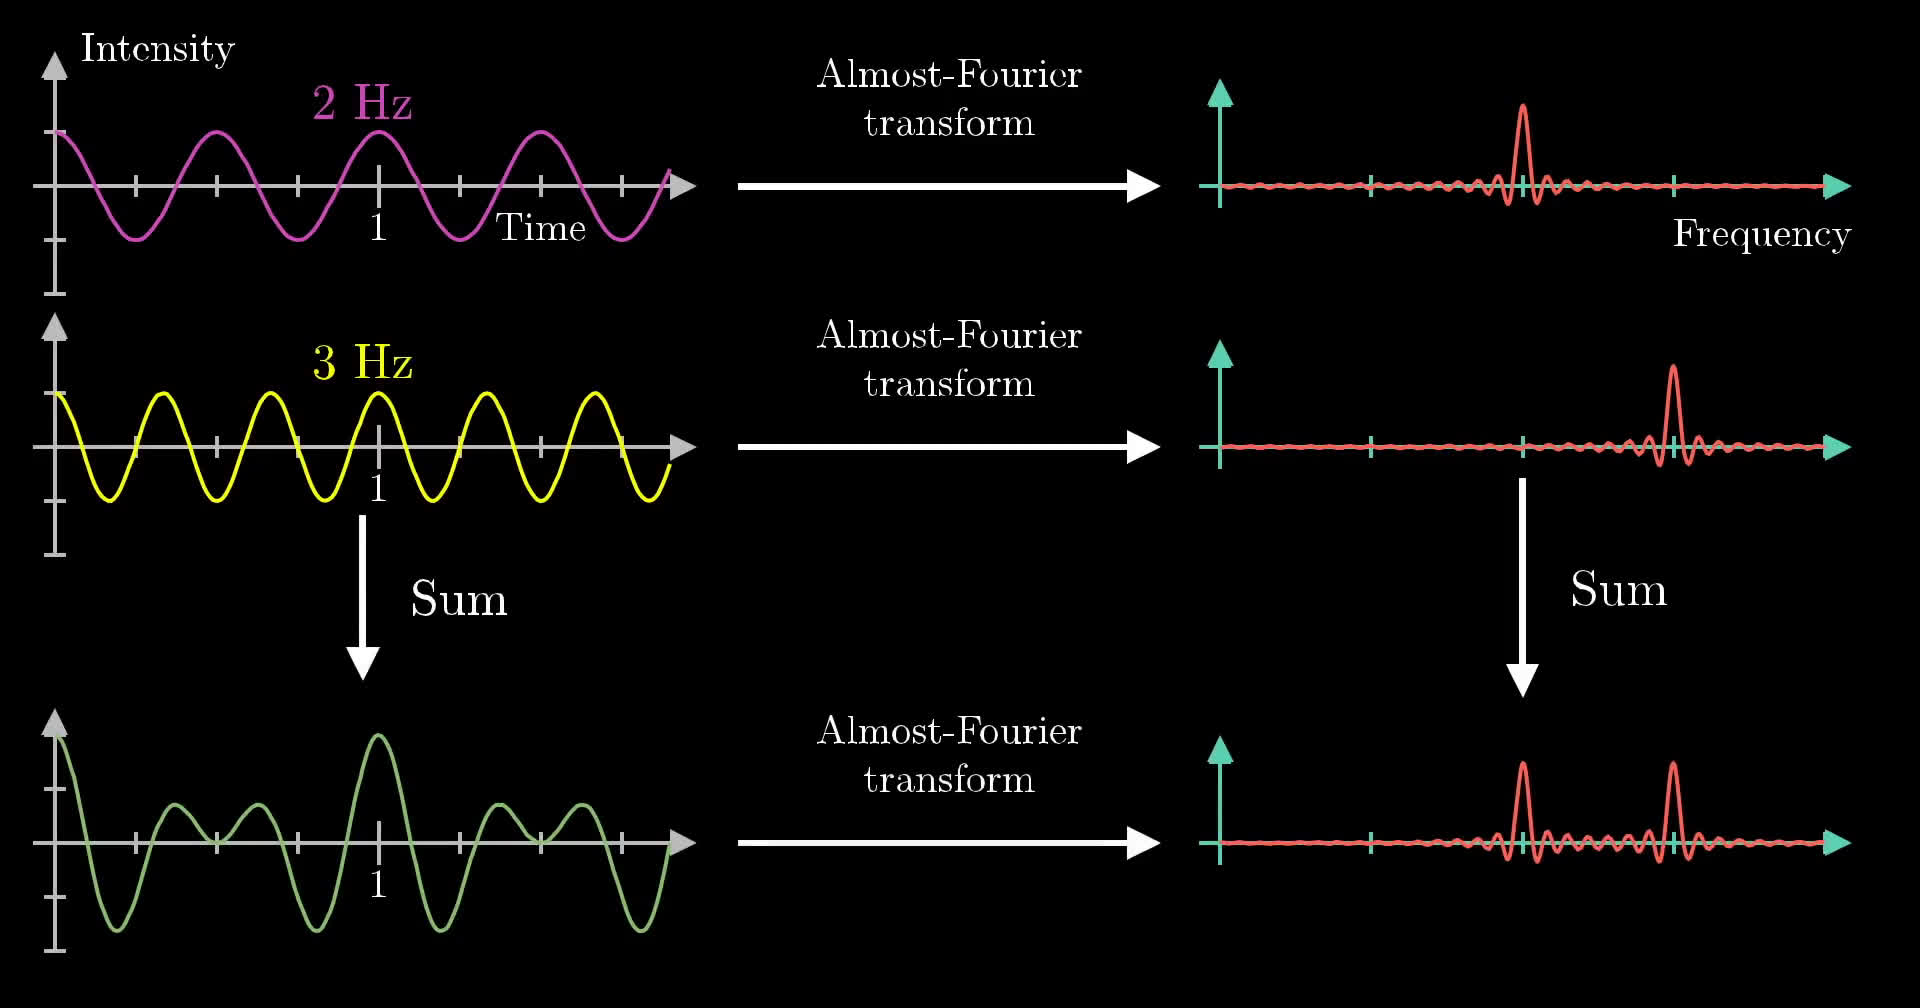 Intensity
2 Hz
1
Time
Almost-Fourier
transform
Frequency
3 Hz
1
Almost-Fourier
transform
Sum
Sum
1
Almost-Fourier
transform